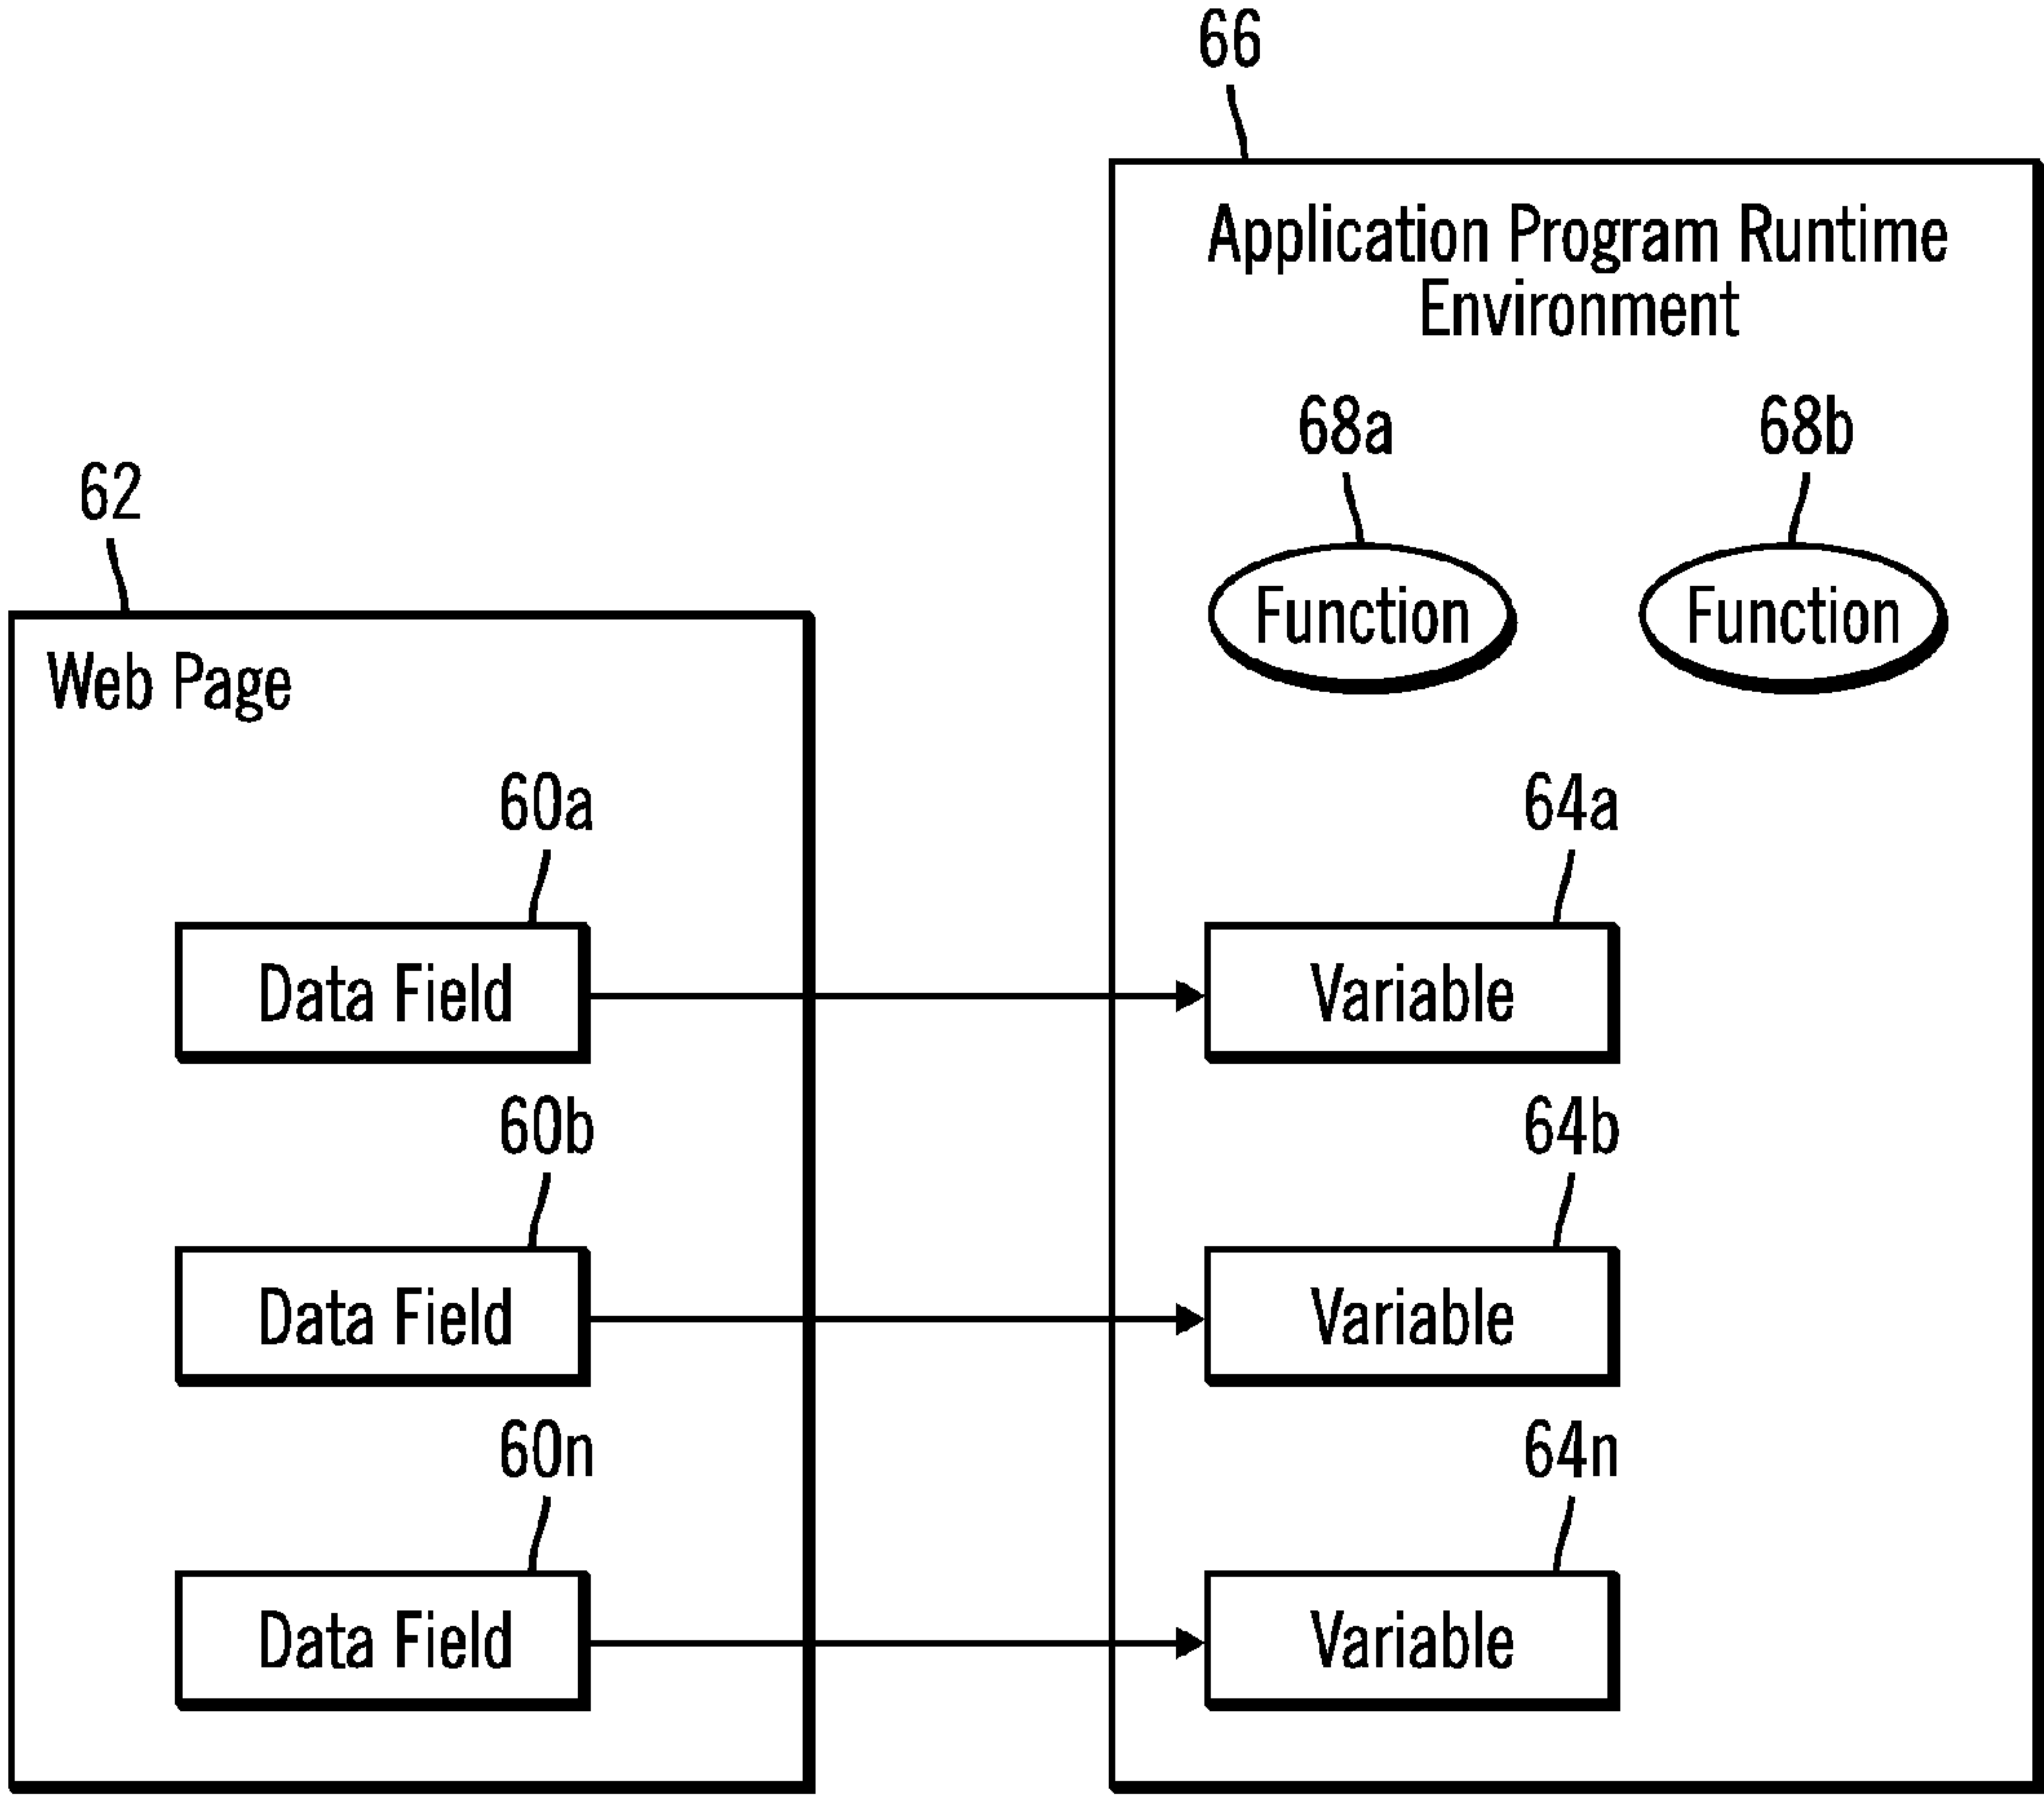 66
Application Program Runtime
Environment
68a
68b
Function
Function
62
Web Page
60a
64a
Data Field
Variable
60b
64b
Data Field
Variable
60n
64n
Data Field
Variable